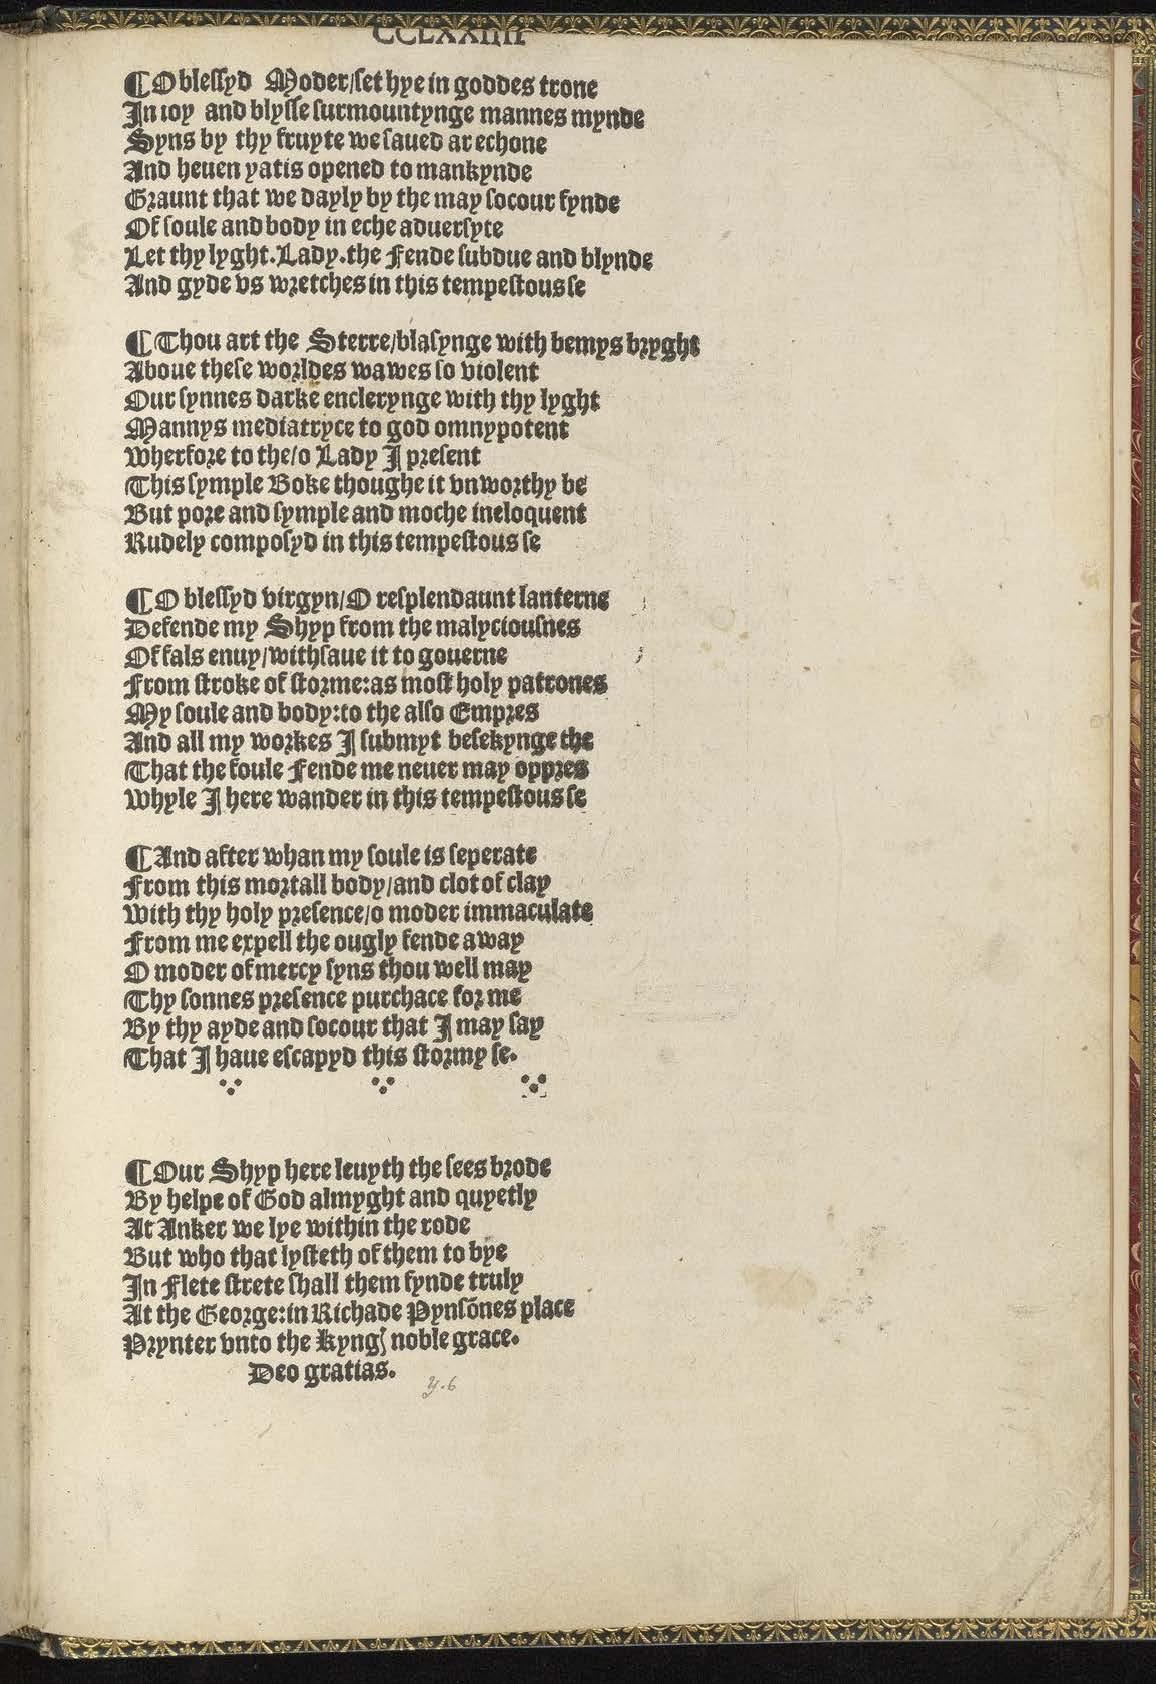 CCLXXIIII
¶O blessyd Moder/set hye in goddes trone
In ioy and blysse surmountynge mannes mynde
Syns by thy fruyte we saued ar echone
And heuen yatis opened to mankynde
Graunt that we dayly by the may socour fynde
Of soule and body in eche aduersyte
Let thy lyght.Lady.the Fende subdue and blynde
And gyde vs wretches in this tempestous se
¶Thou art the Sterre/blasynge with bemys bryght
Aboue these worldes wawes so violent
Our synnes darke enclerynge with thy lyght
Mannys mediatryce to god omnypotent
Wherfore to the/o Lady I present
This symple Boke thoughe it vnworthy be
But pore and symple and moche ineloquent
Rudely composyd in this tempestous se
¶O blessyd virgyn/O resplendaunt lanterne
Defende my Shyp from the malyciousnes
Of fals enuy/withsaue it to gouerne
From stroke of storme:as most holy patrones
My soule and body:to the also Empres
And all my workes I submyt besekynge the
That the foule Fende me neuer may oppres
Whyle I here wander in this tempestous se
¶And after whan my soule is seperate
From this mortall body/and clot of clay
With thy holy presence/o moder immaculate
From me expell the ougly fende away
O moder of mercy syns thou well may
Thy sonnes presence purchace for me
By thy ayde and socour that I may say
That I haue escapyd this stormy se.
¶Our Shyp here leuyth the sees brode
By helpe of God almyght and quyetly
At Anker we lye within the rode
But who that lysteth of them to bye
In Flete strete shall them fynde truly
At the George:in Richade Pynsōnes place
Prynter vnto the Kyngꝭ noble grace.
Deo gratias.
y.6